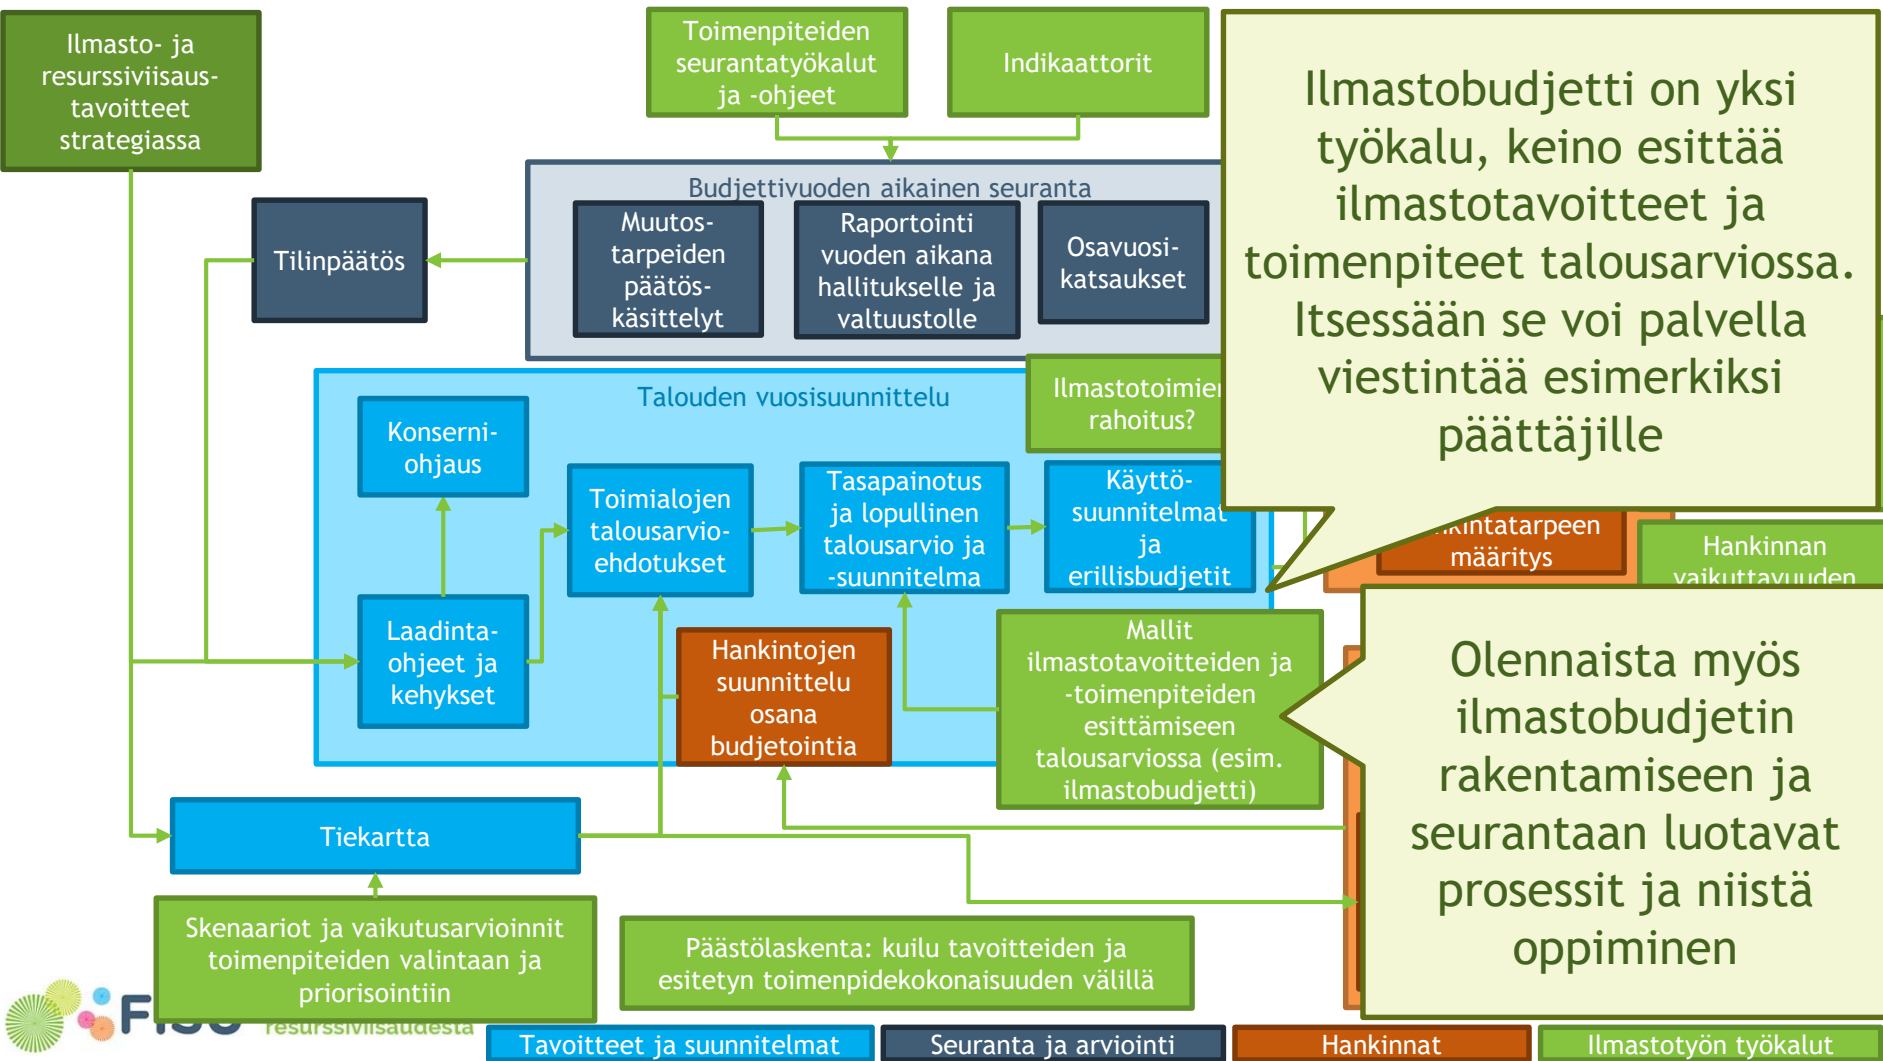 Ilmasto- ja
resurssiviisaus-
tavoitteet
strategiassa
Toimenpiteiden
seurantatyökalut
ja -ohjeet
Indikaattorit
Ilmastobudjetti on yksi
työkalu, keino esittää
ilmastotavoitteet ja
toimenpiteet talousarviossa.
Itsessään se voi palvella
viestintää esimerkiksi
päättäjille
Budjettivuoden aikainen seuranta
Tilinpäätös
Muutos-
tarpeiden
päätös-
käsittelyt
Raportointi
vuoden aikana
hallitukselle ja
valtuustolle
Osavuosi-
katsaukset
Talouden vuosisuunnittelu
Ilmastotoimien
rahoitus?
Konserni-
ohjaus
Toimialojen
talousarvio-
ehdotukset
Tasapainotus
ja lopullinen
talousarvio ja
-suunnitelma
Käyttö-
suunnitelmat
ja
erillisbudjetit
määritys
Hankinnan
vaikuttavuuden
Laadinta-
ohjeet ja
kehykset
Hankintojen
suunnittelu
osana
budjetointia
Mallit
ilmastotavoitteiden ja
-toimenpiteiden
esittämiseen
talousarviossa (esim.
ilmastobudjetti)
Olennaista myös
ilmastobudjetin
rakentamiseen ja
seurantaan luotavat
prosessit ja niistä
oppiminen
Tiekartta
Skenaariot ja vaikutusarvioinnit
toimenpiteiden valintaan ja
priorisointiin
Päästölaskenta: kuilu tavoitteiden ja
esitetyn toimenpidekokonaisuuden välillä
resurssiviisaudesta
Tavoitteet ja suunnitelmat
Seuranta ja arviointi
Hankinnat
Ilmastotyön työkalut